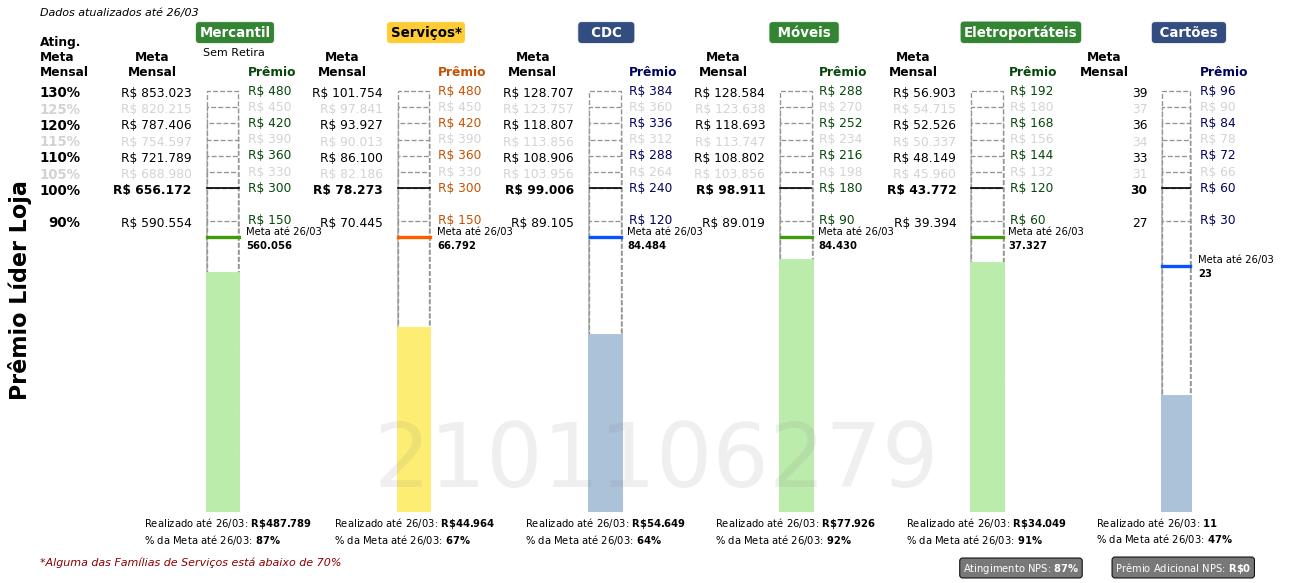 Dados atualizados até 26/03
Mercantil Serviços* CDC Móveis Eletroportáteis Cartões
Sem Retira
Ating. Meta Mensal Meta Mensal Prêmio Meta Mensal Prêmio Meta Mensal Prêmio Meta Mensal Prêmio Meta Mensal Prêmio Meta Mensal Prêmio
130% R$ 853.023 R$ 480 R$ 101.754 R$ 480 R$ 128.707 R$ 384 R$ 128.584 R$ 288 R$ 56.903 R$ 192 39 R$ 96
125% R$ 820.215 R$ 450 R$ 97.841 R$ 450 R$ 123.757 R$ 360 R$ 123.638 R$ 270 R$ 54.715 R$ 180 37 R$ 90
120% R$ 787.406 R$ 420 R$ 93.927 R$ 420 R$ 118.807 R$ 336 R$ 118.693 R$ 252 R$ 52.526 R$ 168 36 R$ 84
115% R$ 754.597 R$ 390 R$ 90.013 R$ 390 R$ 113.856 R$ 312 R$ 113.747 R$ 234 R$ 50.337 R$ 156 34 R$ 78
110% R$ 721.789 R$ 360 R$ 86.100 R$ 360 R$ 108.906 R$ 288 R$ 108.802 R$ 216 R$ 48.149 R$ 144 33 R$ 72
105% R$ 688.980 R$ 330 R$ 82.186 R$ 330 R$ 103.956 R$ 264 R$ 103.856 R$ 198 R$ 45.960 R$ 132 31 R$ 66
100% R$ 656.172 R$ 300 R$ 78.273 R$ 300 R$ 99.006 R$ 240 R$ 98.911 R$ 180 R$ 43.772 R$ 120 30 R$ 60
90% R$ 590.554 R$ 150 R$ 70.445 R$ 150 R$ 89.105 R$ 120 R$ 89.019 R$ 90 R$ 39.394 R$ 60 27 R$ 30
Meta até 26/03 Meta até 26/03 Meta até 26/03 Meta até 26/03 Meta até 26/03
560.056 66.792 84.484 84.430 37.327
Meta até 26/03
23
Prêmio Líder Loja
2101106279
Realizado até 26/03: R$487.789 Realizado até 26/03: R$44.964 Realizado até 26/03: R$54.649 Realizado até 26/03: R$77.926 Realizado até 26/03: R$34.049 Realizado até 26/03: 11
% da Meta até 26/03: 87% % da Meta até 26/03: 67% % da Meta até 26/03: 64% % da Meta até 26/03: 92% % da Meta até 26/03: 91% % da Meta até 26/03: 47%
*Alguma das Famílias de Serviços está abaixo de 70%
Atingimento NPS: 87% Prêmio Adicional NPS: R$0